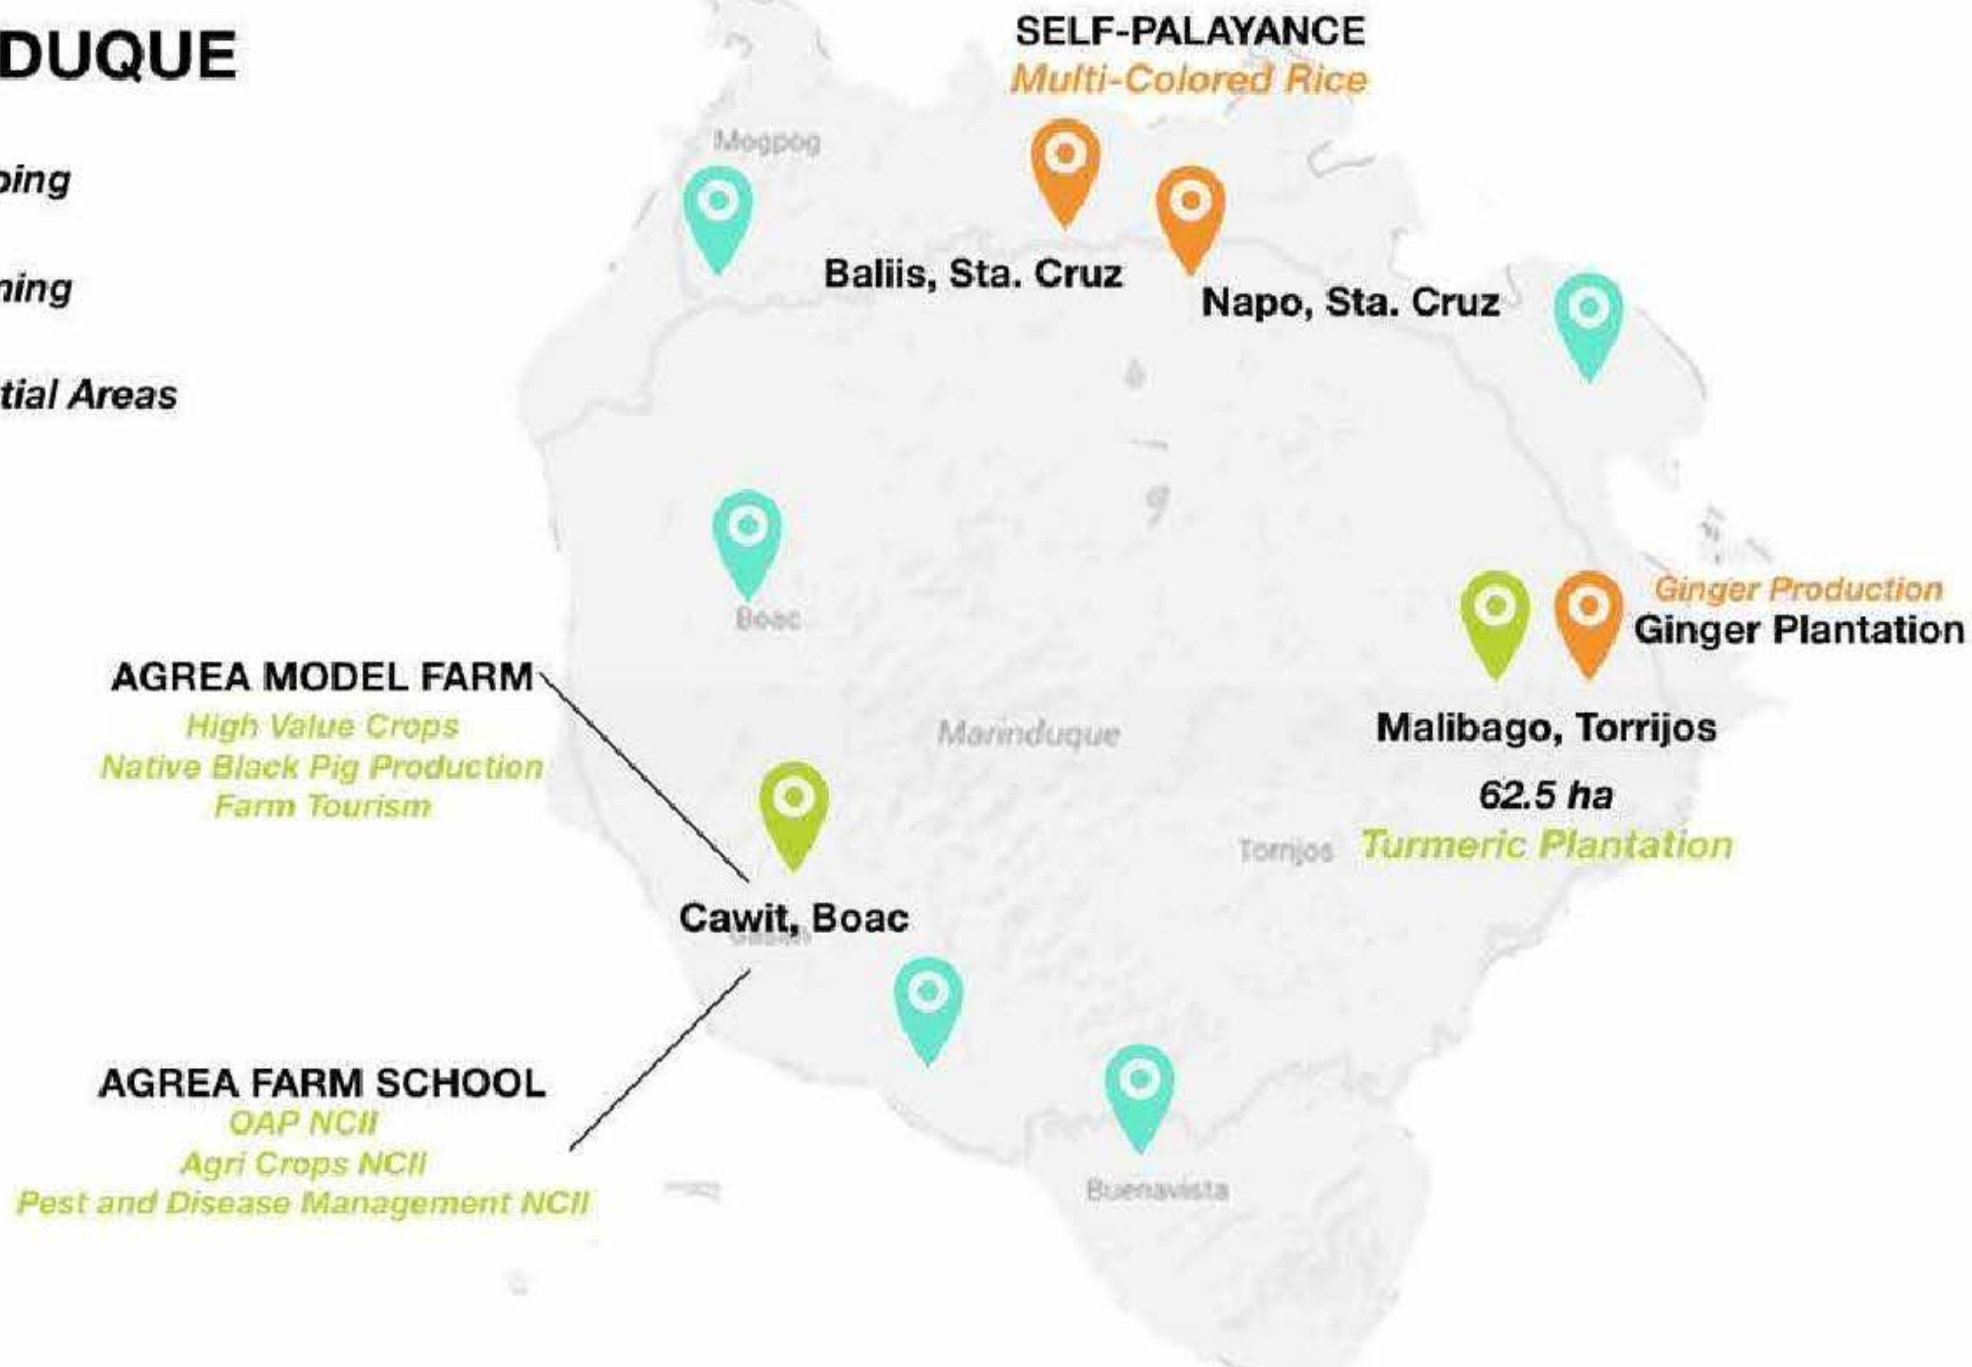 DUQUE
ping
ning
tial Areas
SELF-PALAYANCE
Multi-Colored Rice
Mogpog
Baliis, Sta. Cruz
Napo, Sta. Cruz
Boac
Ginger Production
Ginger Plantation
AGREA MODEL FARM
High Value Crops
Native Black Pig Production
Farm Tourism
Marinduque
Malibago, Torrijos
62.5 ha
Torrijos
Turmeric Plantation
Cawit, Boac
AGREA FARM SCHOOL
OAP NCII
Agri Crops NCII
Pest and Disease Management NCII
Buenavista